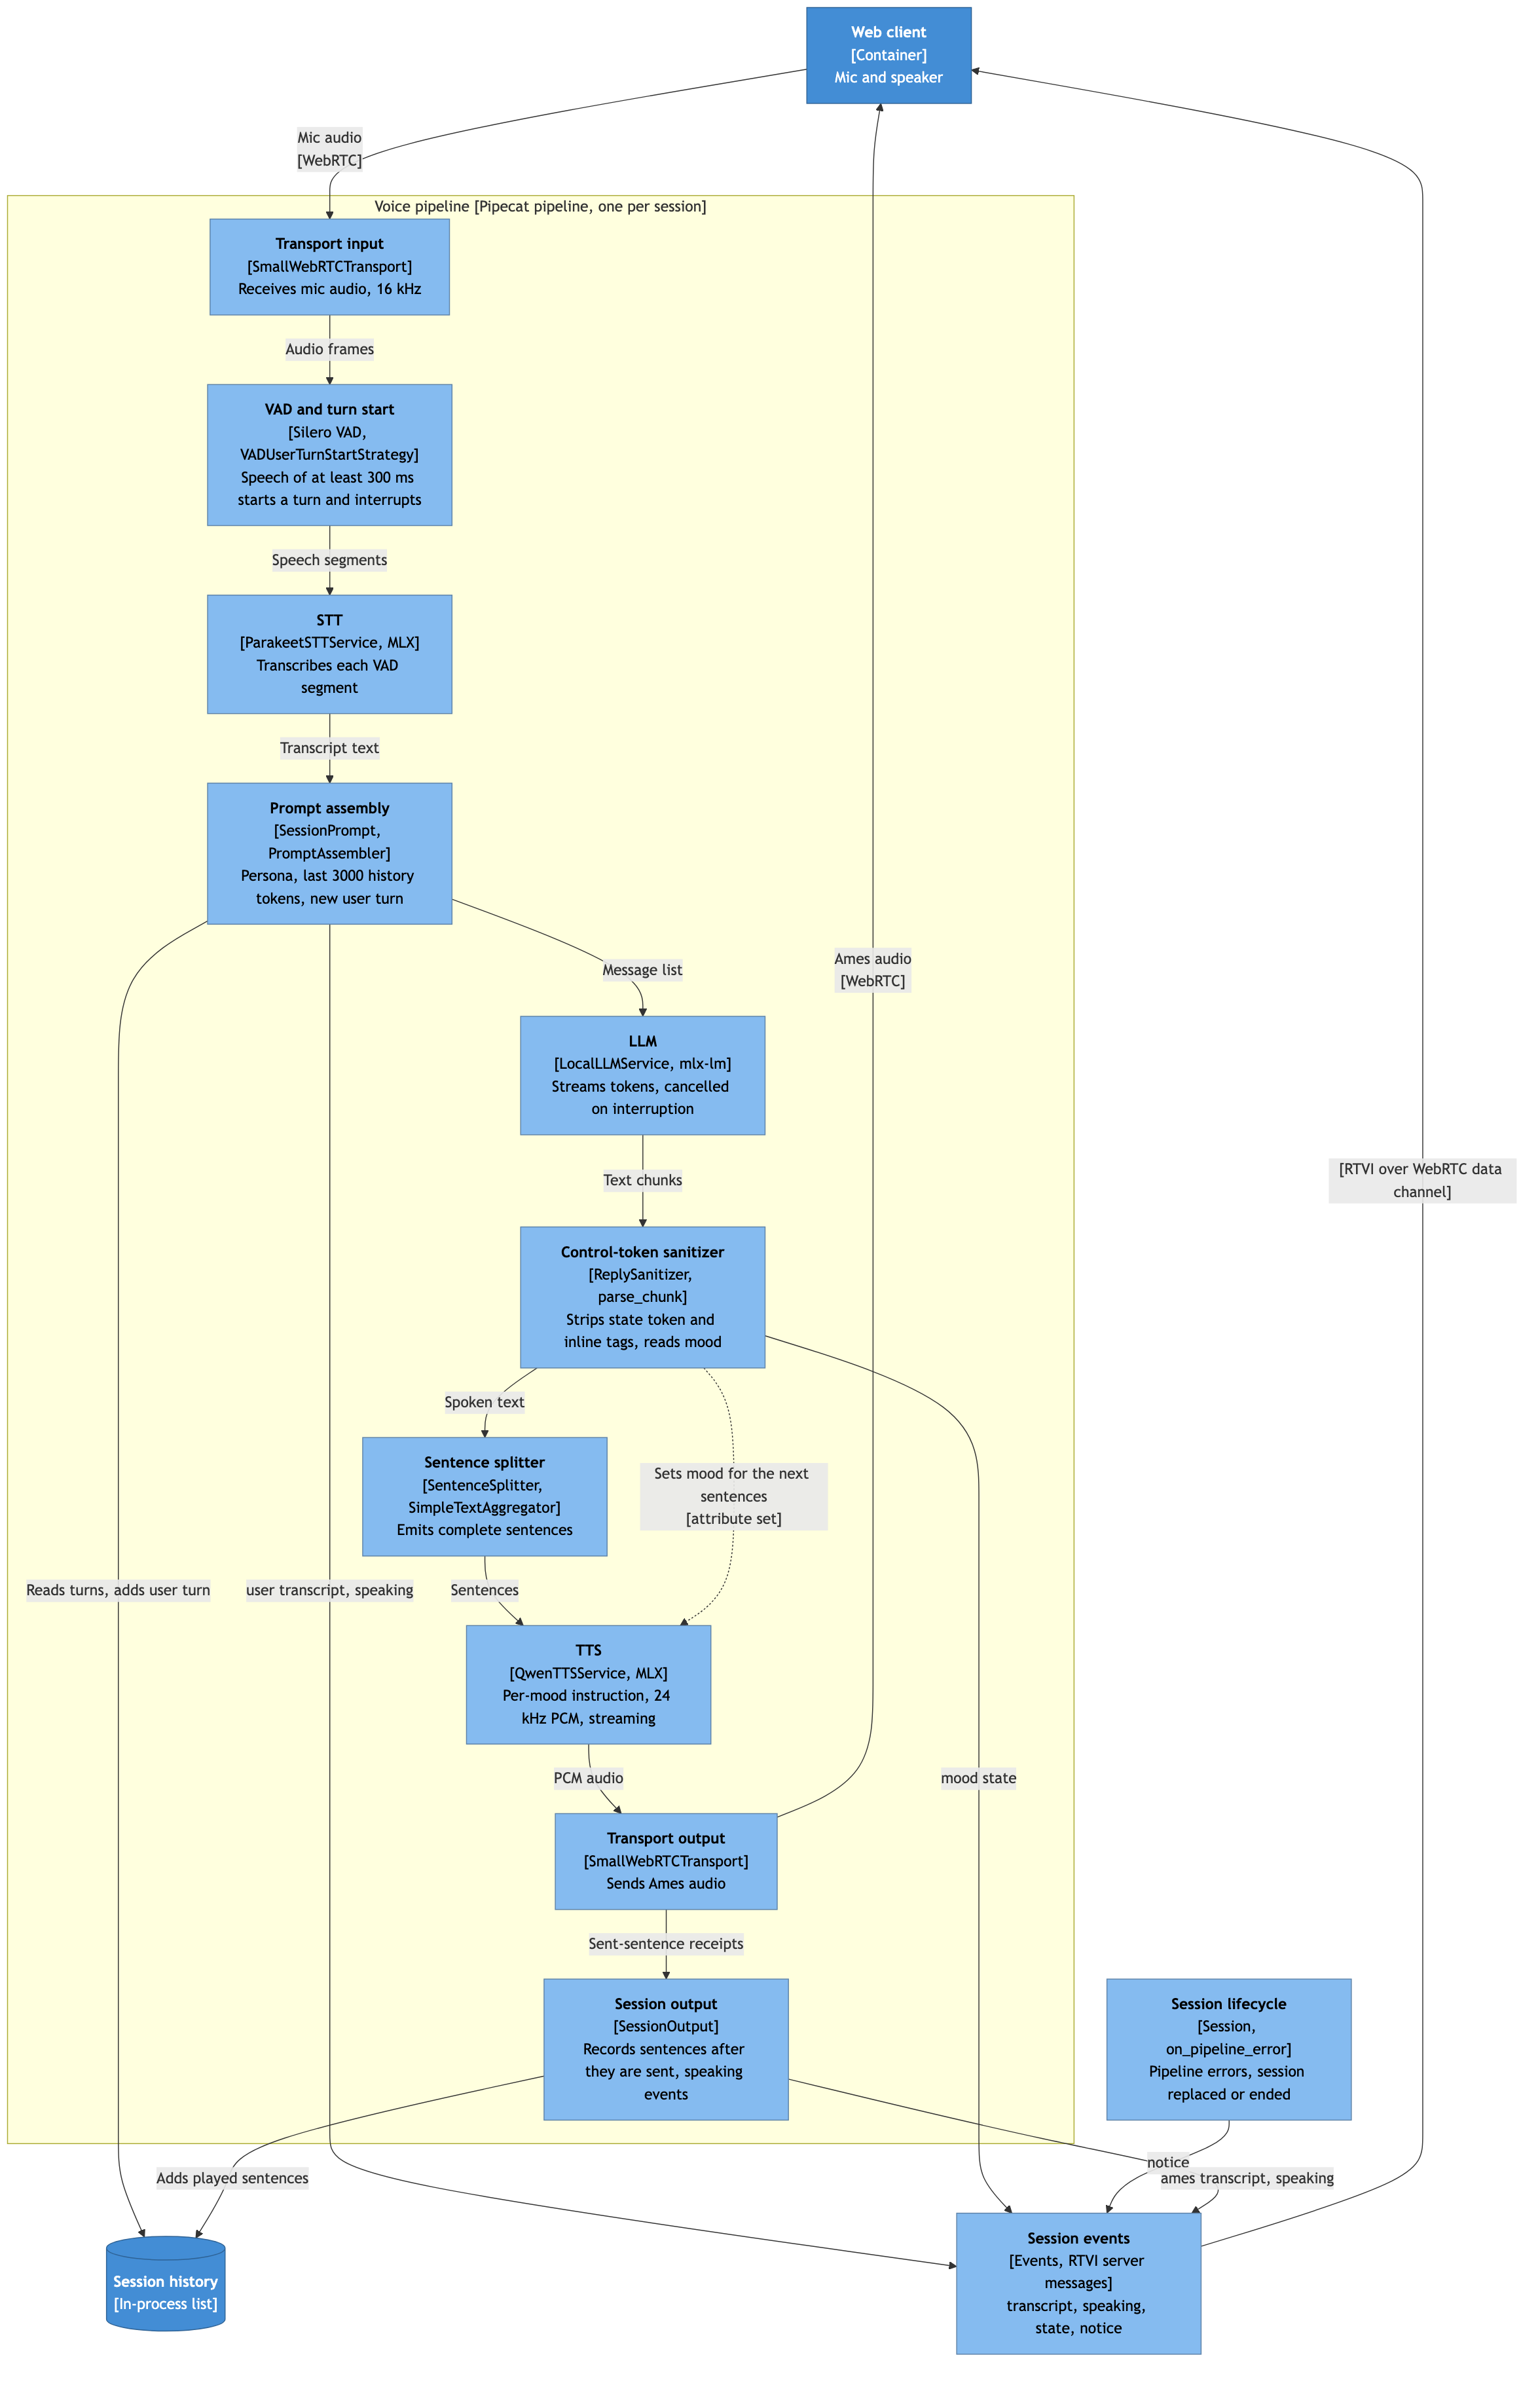 Web client
[Container]
Mic and speaker
Mic audio
[WebRTC]
Voice pipeline [Pipecat pipeline, one per session]
Transport input
[SmallWebRTCTransport]
Receives mic audio, 16 kHz
Audio frames
VAD and turn start
[Silero VAD,
VADUserTurnStartStrategy]
Speech of at least 300 ms
starts a turn and interrupts
Speech segments
STT
[ParakeetSTTService, MLX]
Transcribes each VAD
segment
Transcript text
Prompt assembly
[SessionPrompt,
PromptAssembler]
Persona, last 3000 history
tokens, new user turn
Message list
Ames audio
[WebRTC]
LLM
[LocalLLMService, mlx-lm]
Streams tokens, cancelled
on interruption
[RTVI over WebRTC data
channel]
Text chunks
Control-token sanitizer
[ReplySanitizer,
parse_chunk]
Strips state token and
inline tags, reads mood
Spoken text
Sentence splitter
[SentenceSplitter,
SimpleTextAggregator]
Emits complete sentences
Sets mood for the next
sentences
[attribute set]
Reads turns, adds user turn
user transcript, speaking
Sentences
TTS
[QwenTTSService, MLX]
Per-mood instruction, 24
kHz PCM, streaming
PCM audio
mood state
Transport output
[SmallWebRTCTransport]
Sends Ames audio
Sent-sentence receipts
Session output
[SessionOutput]
Records sentences after
they are sent, speaking
events
Session lifecycle
[Session,
on_pipeline_error]
Pipeline errors, session
replaced or ended
notice
Adds played sentences
ames transcript, speaking
Session history
[In-process list]
Session events
[Events, RTVI server
messages]
transcript, speaking,
state, notice